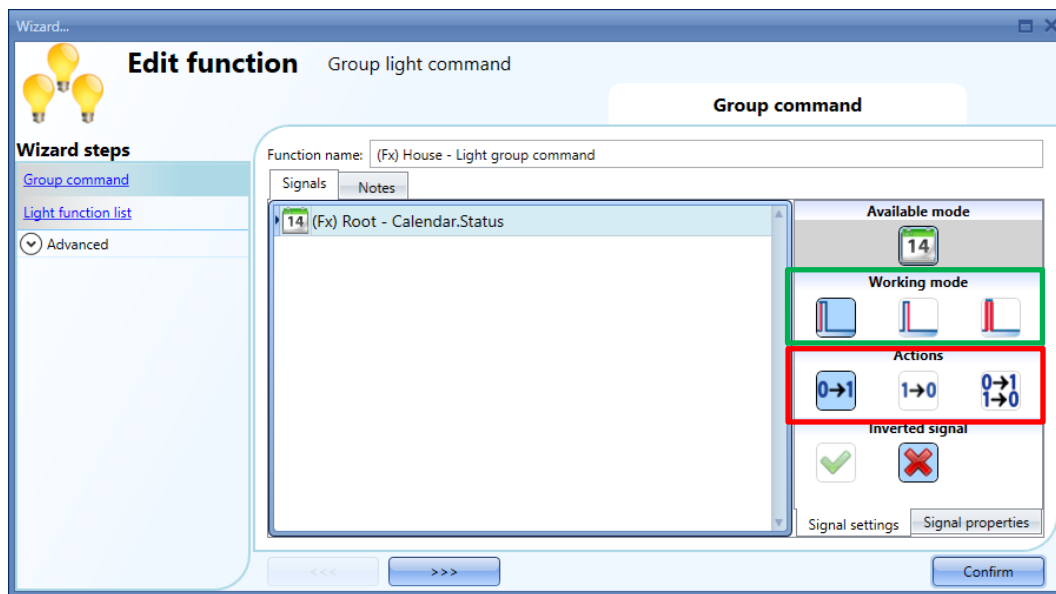 Wizard...
Edit function Group light command
Group command
Wizard steps
Group command
Light function list
Advanced
Function name: (Fx) House - Light group command
Signals Notes
14 (Fx) Root - Calendar.Status
Available mode
14
Working mode
Actions
0→1 1→0 0→1
1→0
Inverted signal
Signal settings Signal properties
<<< >>> Confirm